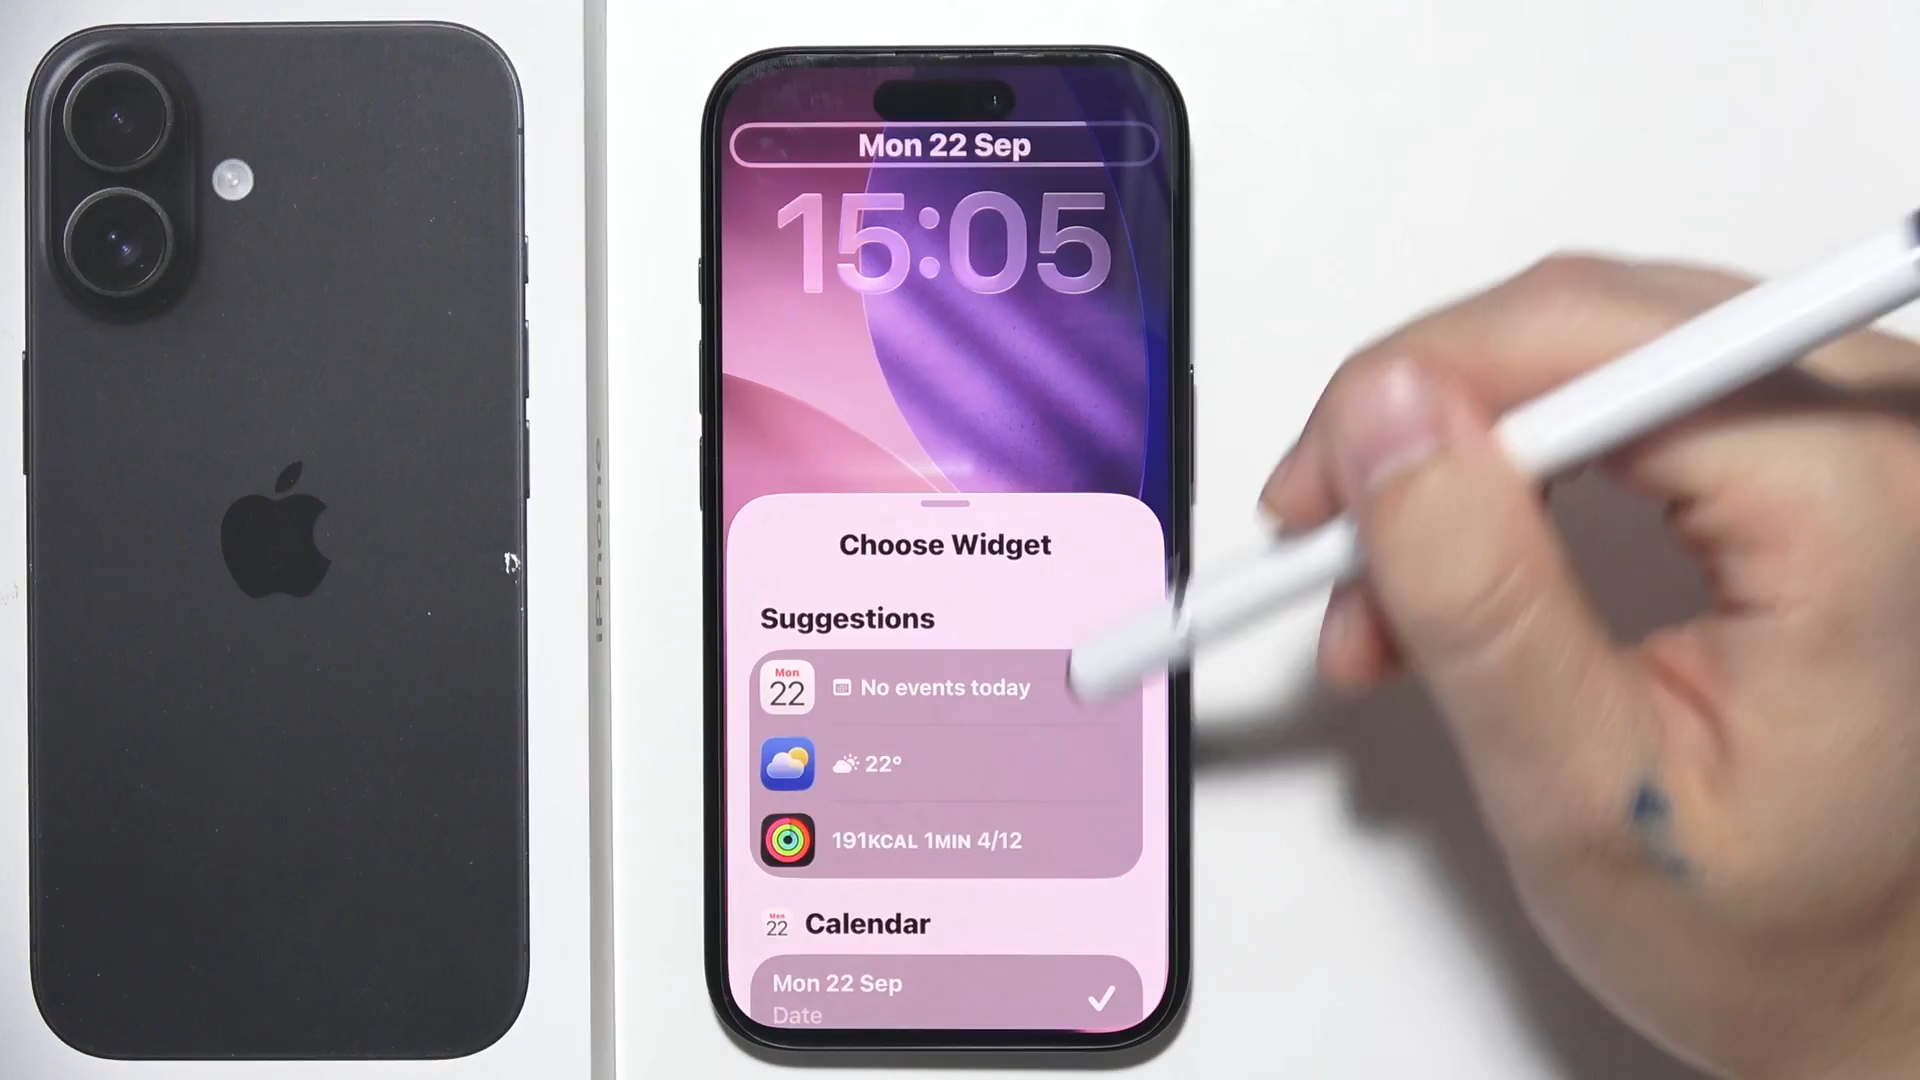 iPhone
Mon 22 Sep
15:05
Choose Widget
Suggestions
Mon
22
No events today
22°
191KCAL 1MIN 4/12
Mon
22
Calendar
Mon 22 Sep
Date